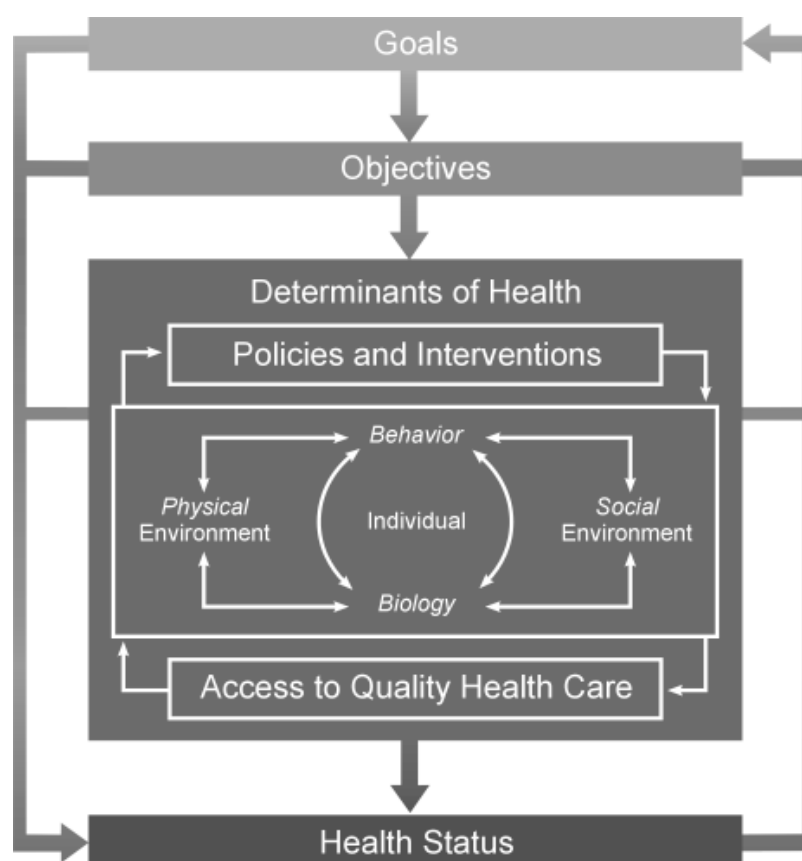 Goals
Objectives
Determinants of Health
Policies and Interventions
Behavior
Physical
Environment
Individual
Social
Environment
Biology
Access to Quality Health Care
Health Status